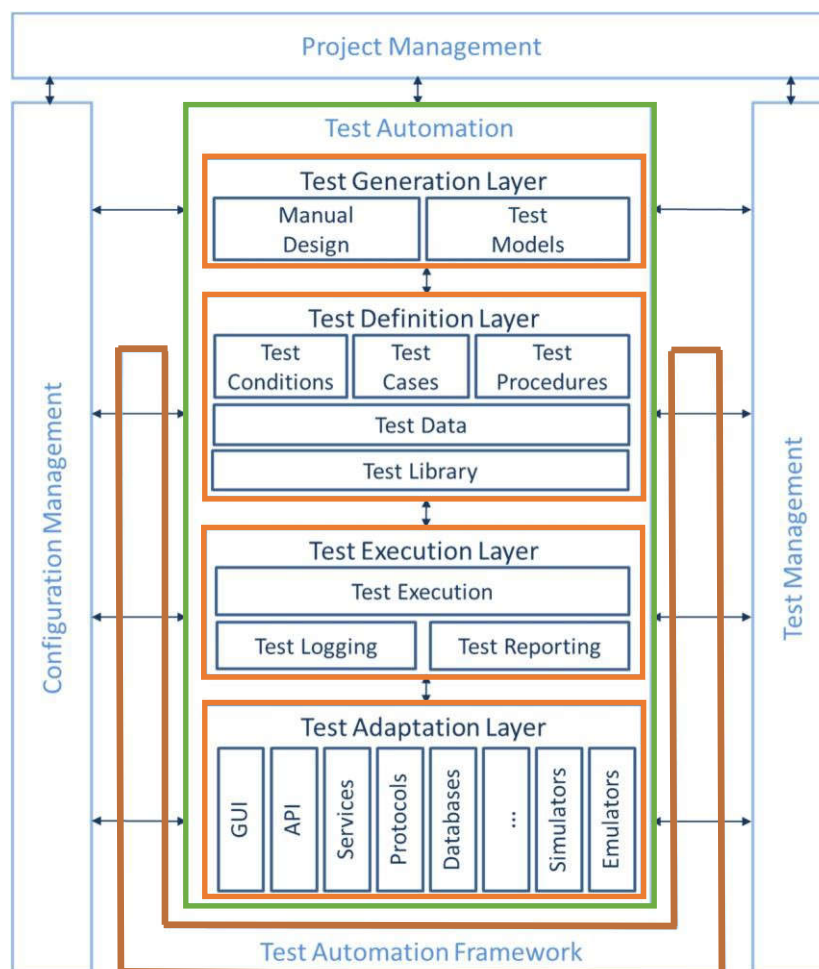 Project Management
Configuration Management
Test Automation
Test Generation Layer
Manual
Design
Test
Models
Test Definition Layer
Test
Conditions
Test
Cases
Test
Procedures
Test Data
Test Library
Test Execution Layer
Test Execution
Test Logging
Test Reporting
Test Adaptation Layer
GUI
API
Services
Protocols
Databases
...
Simulators
Emulators
Test Management
Test Automation Framework